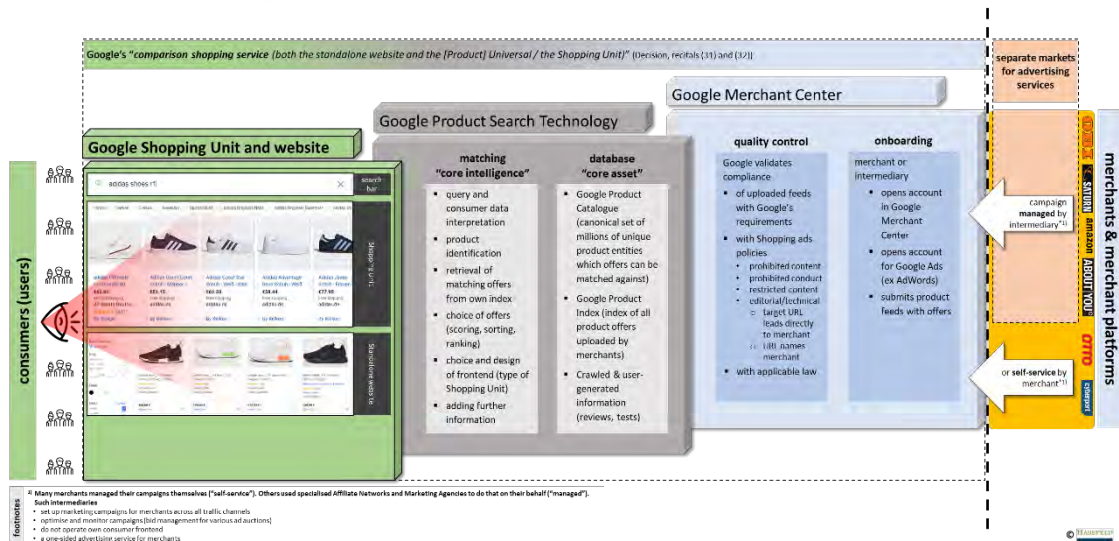 Google's "comparison shopping service (both the standalone website and the [Product] Universal / the Shopping Unit)" (Decision, recitals (31) and (32))
separate markets
for advertising
services
Google Merchant Center
Google Product Search Technology
Google Shopping Unit and website
consumers (users)
adidas shoes r1
search
bar
Shopping Unit
Standalone website
matching
"core intelligence"
▪ query and
consumer data
interpretation
▪ product
identification
▪ retrieval of
matching offers
from own index
▪ choice of offers
(scoring, sorting,
ranking)
▪ choice and design
of frontend (type of
Shopping Unit)
▪ adding further
information
database
"core asset"
▪ Google Product
Catalogue
(canonical set of
millions of unique
product entities
which offers can be
matched against)
▪ Google Product
Index (index of all
product offers
uploaded by
merchants)
▪ Crawled & user-
generated
information
(reviews, tests)
quality control
Google validates
compliance
▪ of uploaded feeds
with Google's
requirements
▪ with Shopping ads
policies
• prohibited content
• prohibited conduct
• restricted content
• editorial/technical
o target URL
leads directly
to merchant
o URL names
merchant
▪ with applicable law
onboarding
merchant or
intermediary
▪ opens account
in Google
Merchant
Center
▪ opens account
for Google Ads
(ex AdWords)
▪ submits product
feeds with offers
campaign
managed by
intermediary*¹⁾
or self-service by
merchant*¹⁾
SATURN
amazon
ABOUT YOU
OTTO
cyberport
merchants & merchant platforms
footnotes
¹⁾ Many merchants managed their campaigns themselves ("self-service"). Others used specialised Affiliate Networks and Marketing Agencies to do that on their behalf ("managed").
Such intermediaries
• set up marketing campaigns for merchants across all traffic channels
• optimise and monitor campaigns (bid management for various ad auctions)
• do not operate own consumer frontend
• a one-sided advertising service for merchants
©